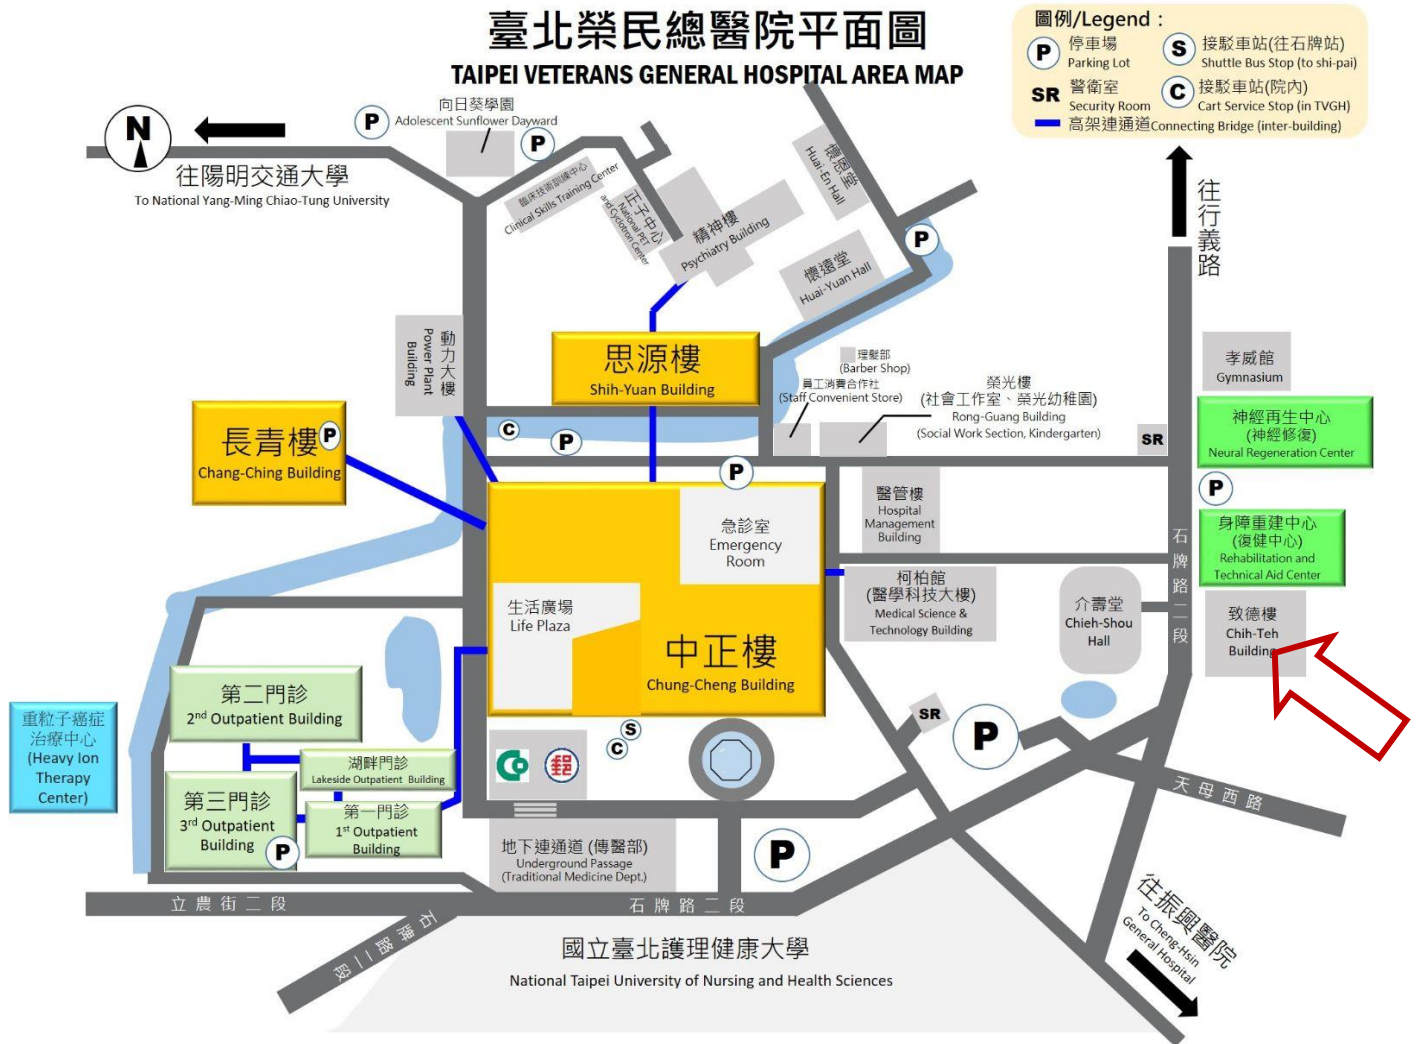 臺北榮民總醫院平面圖
TAIPEI VETERANS GENERAL HOSPITAL AREA MAP
圖例/Legend：
P
停車場
Parking Lot
S
接駁車站(往石牌站)
Shuttle Bus Stop (to shi-pai)
SR
警衛室
Security Room
C
接駁車站(院內)
Cart Service Stop (in TVGH)
高架連通道Connecting Bridge (inter-building)
N
往陽明交通大學
To National Yang-Ming Chiao-Tung University
P
向日葵學園
Adolescent Sunflower Dayward
P
臨床技術訓練中心
Clinical Skills Training Center
正子中心
National PET
and Cyclotron Center
精神樓
Psychiatry Building
懷恩堂
Huai-En Hall
懷遠堂
Huai-Yuan Hall
P
往行義路
動力大樓
Power Plant
Building
思源樓
Shih-Yuan Building
理髮部
(Barber Shop)
員工消費合作社
(Staff Convenient Store)
榮光樓
(社會工作室、榮光幼稚園)
Rong-Guang Building
(Social Work Section, Kindergarten)
孝威館
Gymnasium
神經再生中心
(神經修復)
Neural Regeneration Center
SR
長青樓
P
Chang-Ching Building
C
P
P
P
急診室
Emergency
Room
醫管樓
Hospital
Management
Building
身障重建中心
(復健中心)
Rehabilitation and
Technical Aid Center
石牌路二段
生活廣場
Life Plaza
中正樓
Chung-Cheng Building
柯柏館
(醫學科技大樓)
Medical Science &
Technology Building
介壽堂
Chieh-Shou
Hall
致德樓
Chih-Teh
Building
第二門診
2nd Outpatient Building
重粒子癌症
治療中心
(Heavy Ion
Therapy
Center)
湖畔門診
Lakeside Outpatient Building
第三門診
3rd Outpatient
Building
P
第一門診
1st Outpatient
Building
S
C
郵
SR
P
天母西路
地下連通道 (傳醫部)
Underground Passage
(Traditional Medicine Dept.)
P
立農街二段
石牌路二段
石牌路二段
往振興醫院
To Cheng-Hsin
General Hospital
國立臺北護理健康大學
National Taipei University of Nursing and Health Sciences